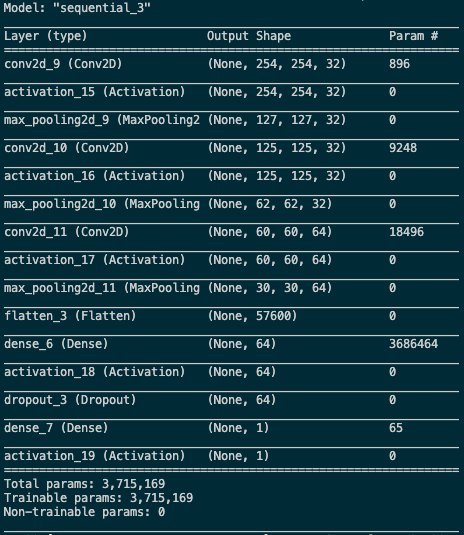 Model: "sequential_3"
Layer (type) Output Shape Param #
conv2d_9 (Conv2D) (None, 254, 254, 32) 896
activation_15 (Activation) (None, 254, 254, 32) 0
max_pooling2d_9 (MaxPooling2 (None, 127, 127, 32) 0
conv2d_10 (Conv2D) (None, 125, 125, 32) 9248
activation_16 (Activation) (None, 125, 125, 32) 0
max_pooling2d_10 (MaxPooling (None, 62, 62, 32) 0
conv2d_11 (Conv2D) (None, 60, 60, 64) 18496
activation_17 (Activation) (None, 60, 60, 64) 0
max_pooling2d_11 (MaxPooling (None, 30, 30, 64) 0
flatten_3 (Flatten) (None, 57600) 0
dense_6 (Dense) (None, 64) 3686464
activation_18 (Activation) (None, 64) 0
dropout_3 (Dropout) (None, 64) 0
dense_7 (Dense) (None, 1) 65
activation_19 (Activation) (None, 1) 0
Total params: 3,715,169
Trainable params: 3,715,169
Non-trainable params: 0